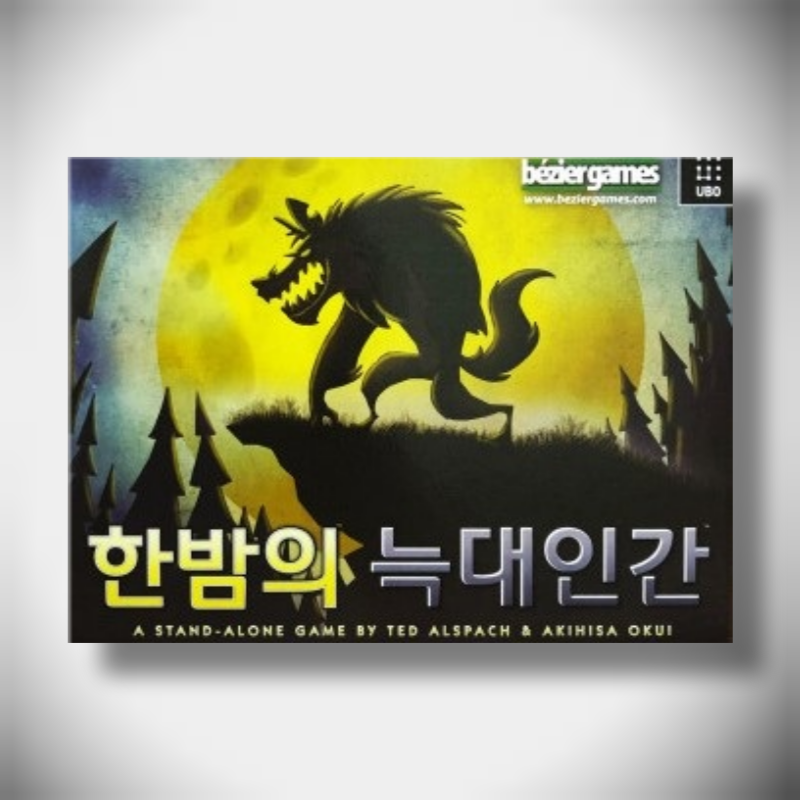 béziergames
www.beziergames.com
UBO
한밤의 늑대인간
A STAND-ALONE GAME BY TED ALSPACH & AKIHISA OKUI